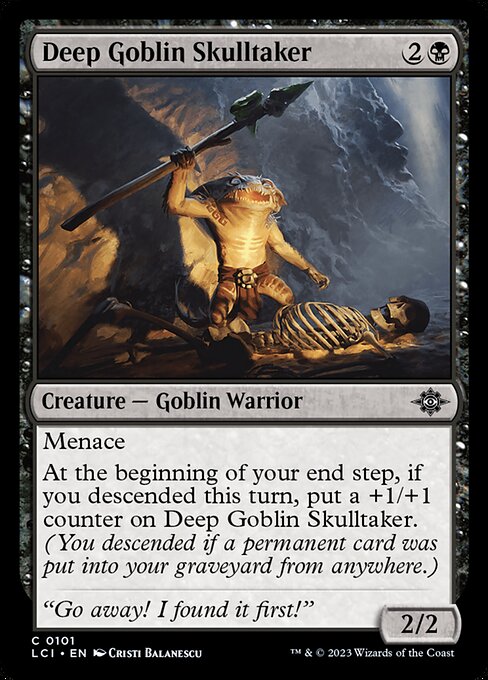 Deep Goblin Skulltaker 2
Creature — Goblin Warrior
Menace
At the beginning of your end step, if
you descended this turn, put a +1/+1
counter on Deep Goblin Skulltaker.
(You descended if a permanent card was
put into your graveyard from anywhere.)
“Go away! I found it first!”
2/2
C 0101
LCI • EN Cristi Balanescu
™ & © 2023 Wizards of the Coast